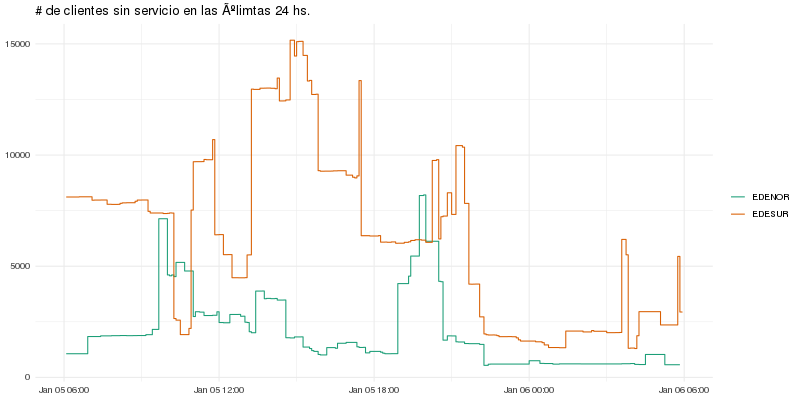 # de clientes sin servicio en las Ãºlimtas 24 hs.
15000
10000
5000
0
Jan 05 06:00
Jan 05 12:00
Jan 05 18:00
Jan 06 00:00
Jan 06 06:00
EDENOR
EDESUR